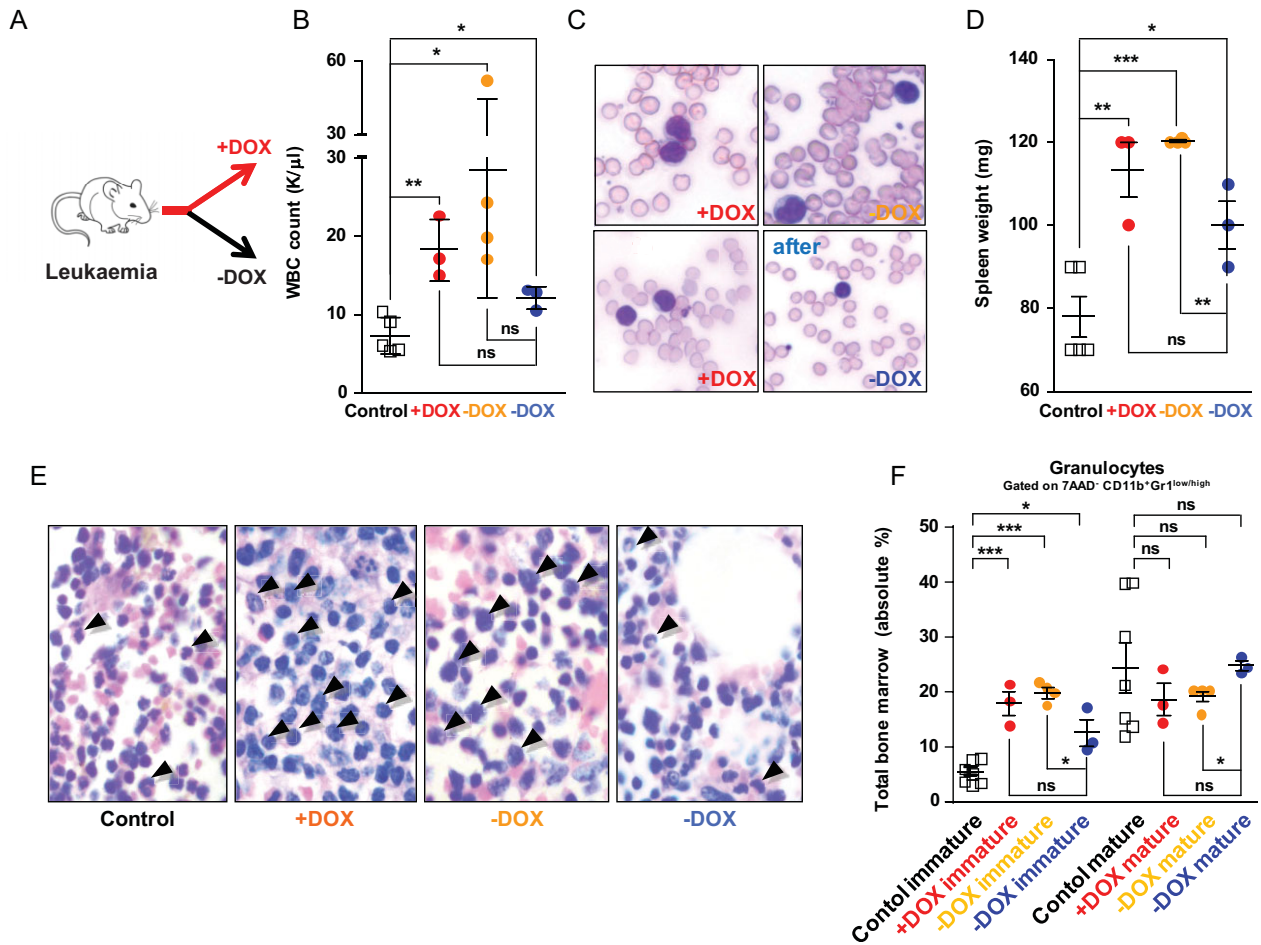 A
+DOX
Leukaemia
-DOX
B
WBC count (K/µl)
60
30
30
20
10
0
*
*
**
ns
ns
Control +DOX -DOX -DOX
C
+DOX
-DOX
+DOX
after
-DOX
D
Spleen weight (mg)
140
120
100
80
60
*
***
**
**
ns
Control +DOX -DOX -DOX
E
Control
+DOX
-DOX
-DOX
F
Granulocytes
Gated on 7AAD- CD11b+Gr1low/high
Total bone marrow (absolute %)
50
40
30
20
10
0
*
***
***
*
ns
ns
ns
ns
*
ns
Contol immature
+DOX immature
-DOX immature
-DOX immature
Contol mature
+DOX mature
-DOX mature
-DOX mature